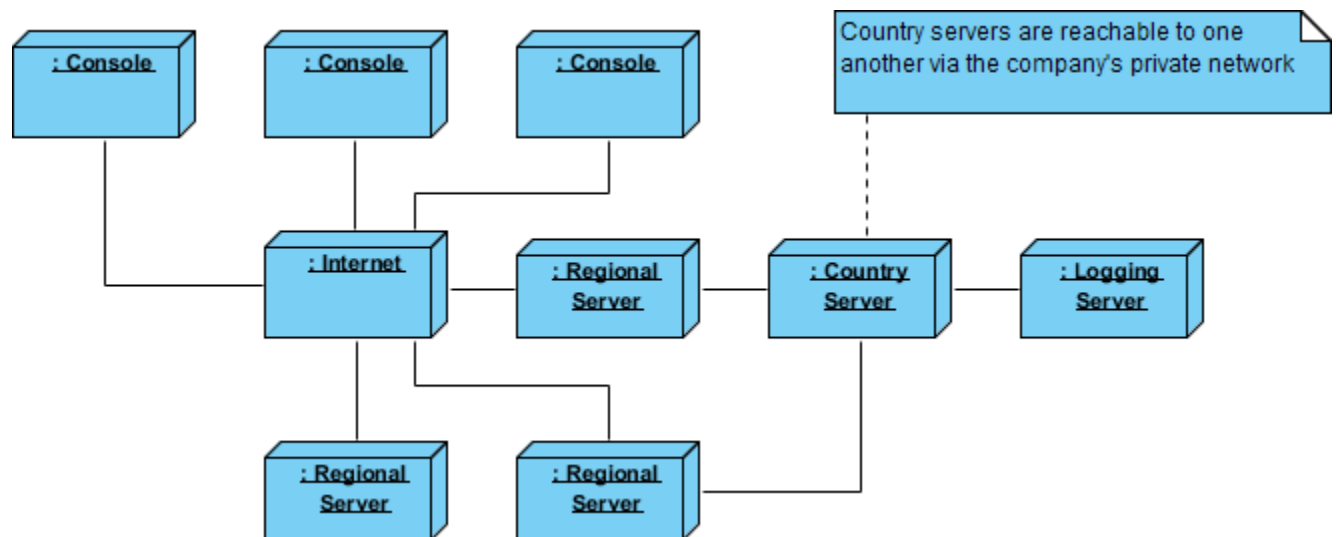 : Console
: Console
: Console
Country servers are reachable to one
another via the company's private network
: Internet
: Regional
Server
: Country
Server
: Logging
Server
: Regional
Server
: Regional
Server